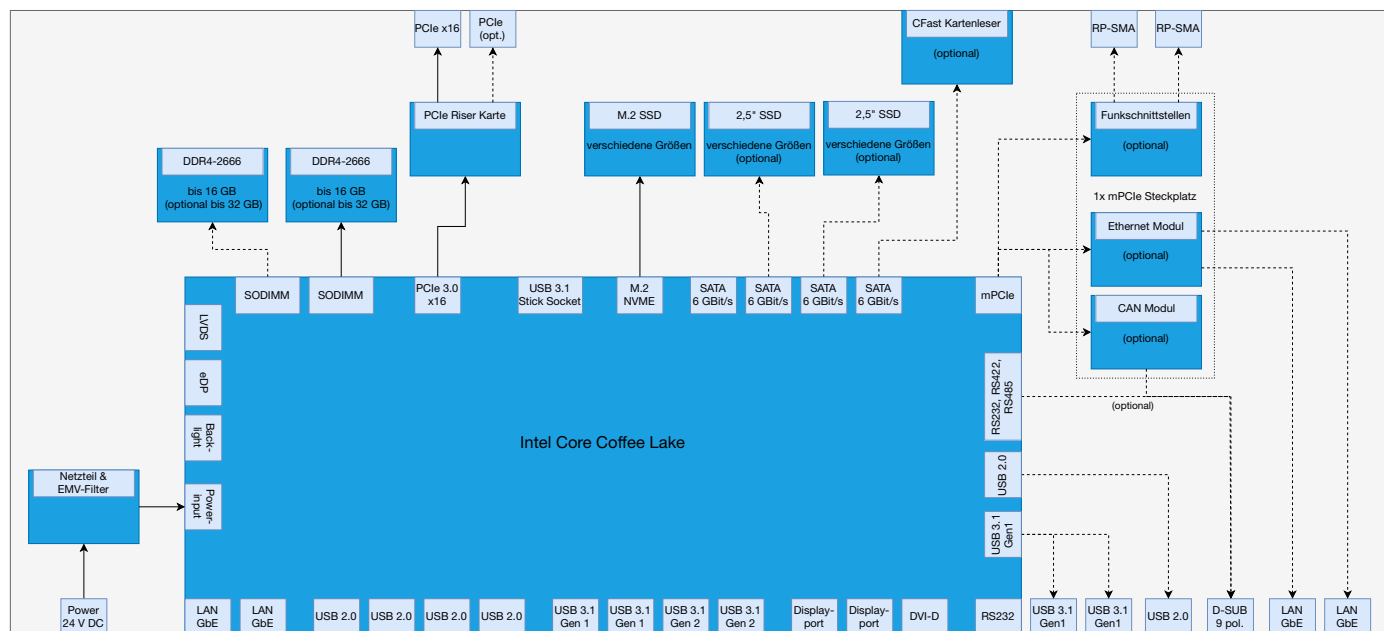 PCIe x16
PCIe
(opt.)
CFast Kartenleser
(optional)
RP-SMA
RP-SMA
PCIe Riser Karte
M.2 SSD
verschiedene Größen
2,5" SSD
verschiedene Größen
(optional)
2,5" SSD
verschiedene Größen
(optional)
Funkschnittstellen
(optional)
DDR4-2666
bis 16 GB
(optional bis 32 GB)
DDR4-2666
bis 16 GB
(optional bis 32 GB)
1x mPCIe Steckplatz
Ethernet Modul
(optional)
CAN Modul
(optional)
(optional)
SODIMM
SODIMM
PCIe 3.0
x16
USB 3.1
Stick Socket
M.2
NVME
SATA
6 GBit/s
SATA
6 GBit/s
SATA
6 GBit/s
SATA
6 GBit/s
mPCIe
LVDS
eDP
Back-
light
Power-
input
Intel Core Coffee Lake
RS232, RS422,
RS485
USB 2.0
USB 3.1
Gen1
Netzteil &
EMV-Filter
Power
24 V DC
LAN
GbE
LAN
GbE
USB 2.0
USB 2.0
USB 2.0
USB 2.0
USB 3.1
Gen 1
USB 3.1
Gen 1
USB 3.1
Gen 2
USB 3.1
Gen 2
Display-
port
Display-
port
DVI-D
RS232
USB 3.1
Gen1
USB 3.1
Gen1
USB 2.0
D-SUB
9 pol.
LAN
GbE
LAN
GbE